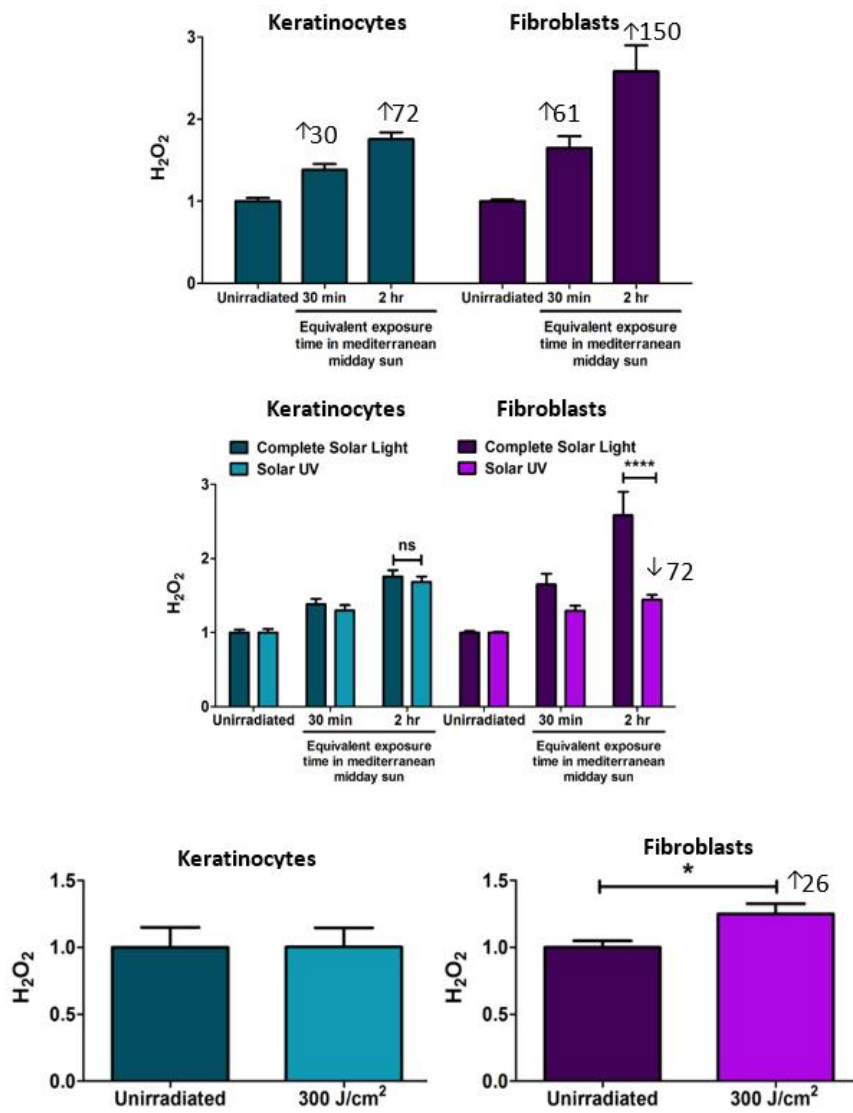 Keratinocytes Fibroblasts
↑150
3
↑72 ↑61
↑30
2
H₂O₂
1
0
Unirradiated 30 min 2 hr Unirradiated 30 min 2 hr
Equivalent exposure Equivalent exposure
time in mediterranean time in mediterranean
midday sun midday sun
Keratinocytes Fibroblasts
Complete Solar Light Complete Solar Light
Solar UV Solar UV
****
3
ns
↓72
2
H₂O₂
1
0
Unirradiated 30 min 2 hr Unirradiated 30 min 2 hr
Equivalent exposure Equivalent exposure
time in mediterranean time in mediterranean
midday sun midday sun
Keratinocytes
1.5
1.0
H₂O₂
0.5
0.0
Unirradiated 300 J/cm²
Fibroblasts
* ↑26
1.5
1.0
H₂O₂
0.5
0.0
Unirradiated 300 J/cm²